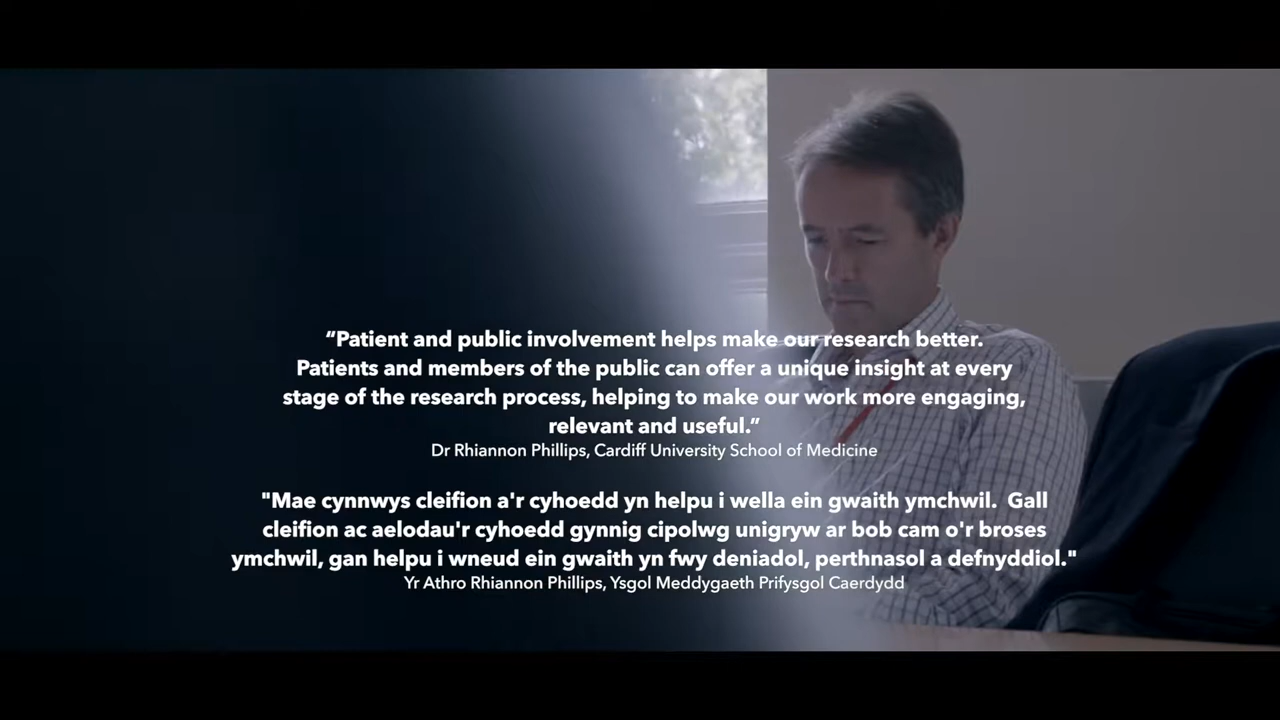 “Patient and public involvement helps make our research better.
Patients and members of the public can offer a unique insight at every
stage of the research process, helping to make our work more engaging,
relevant and useful.”
Dr Rhiannon Phillips, Cardiff University School of Medicine
"Mae cynnwys cleifion a'r cyhoedd yn helpu i wella ein gwaith ymchwil.  Gall
cleifion ac aelodau'r cyhoedd gynnig cipolwg unigryw ar bob cam o'r broses
ymchwil, gan helpu i wneud ein gwaith yn fwy deniadol, perthnasol a defnyddiol."
Yr Athro Rhiannon Phillips, Ysgol Meddygaeth Prifysgol Caerdydd